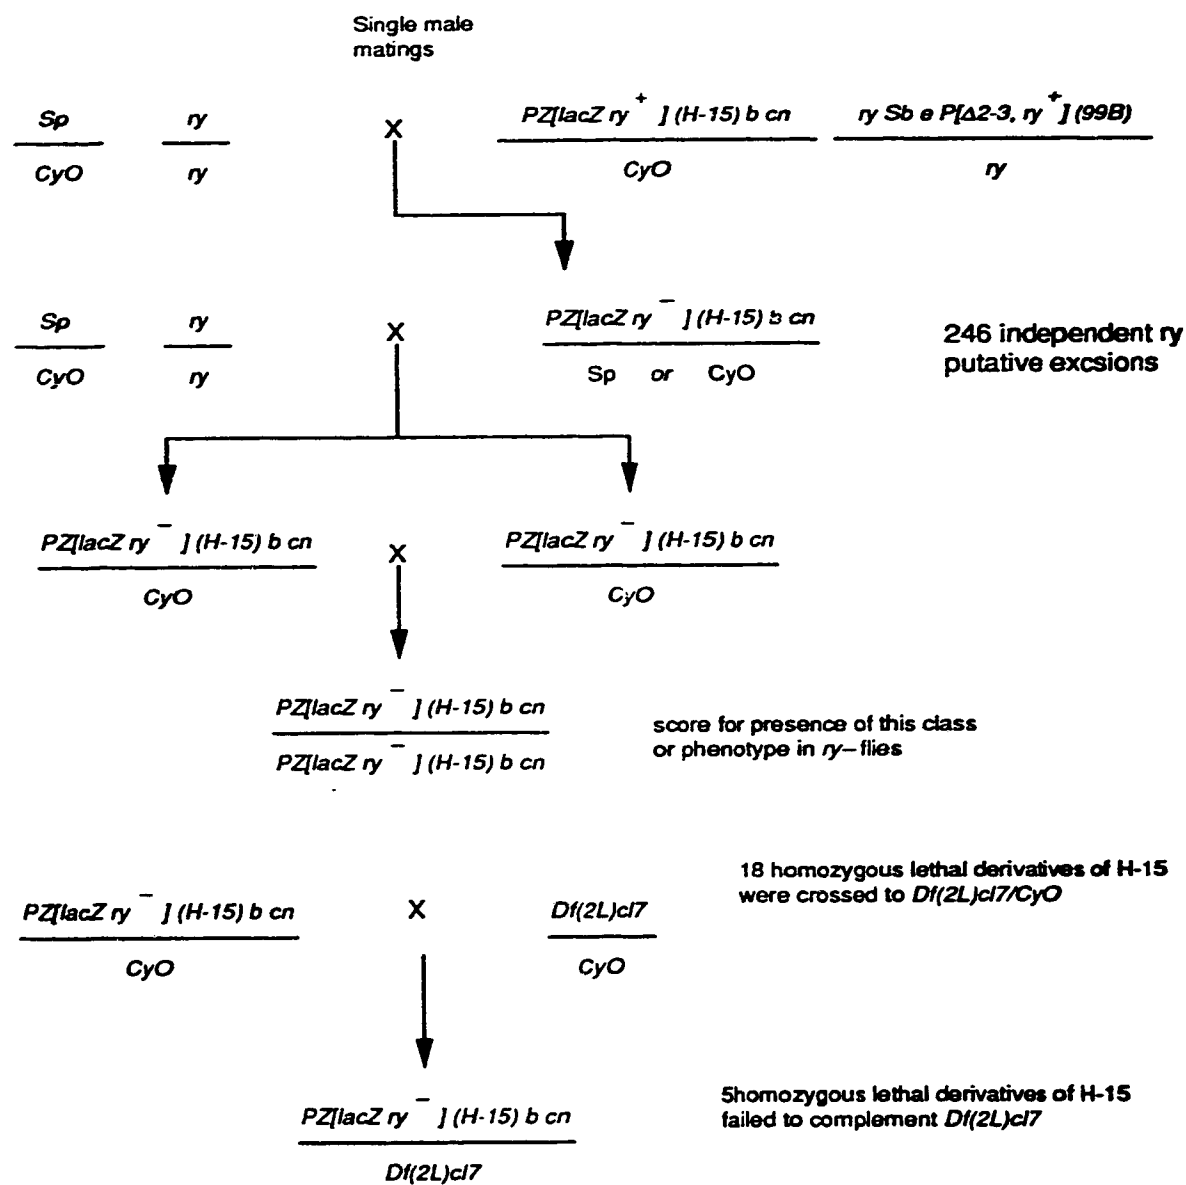 Single male
matings
Sp ry X PZ[lacZ ry + ] (H-15) b cn ry Sb e P[Δ2-3, ry+] (99B)
CyO ry CyO ry
Sp ry X PZ[lacZ ry − ] (H-15) b cn
CyO ry Sp or CyO
246 independent ry
putative excsions
PZ[lacZ ry − ] (H-15) b cn X PZ[lacZ ry − ] (H-15) b cn
CyO CyO
PZ[lacZ ry − ] (H-15) b cn
PZ[lacZ ry − ] (H-15) b cn
score for presence of this class
or phenotype in ry− flies
18 homozygous lethal derivatives of H-15
were crossed to Df(2L)cl7/CyO
PZ[lacZ ry − ] (H-15) b cn X Df(2L)cl7
CyO CyO
PZ[lacZ ry − ] (H-15) b cn
Df(2L)cl7
5homozygous lethal derivatives of H-15
failed to complement Df(2L)cl7